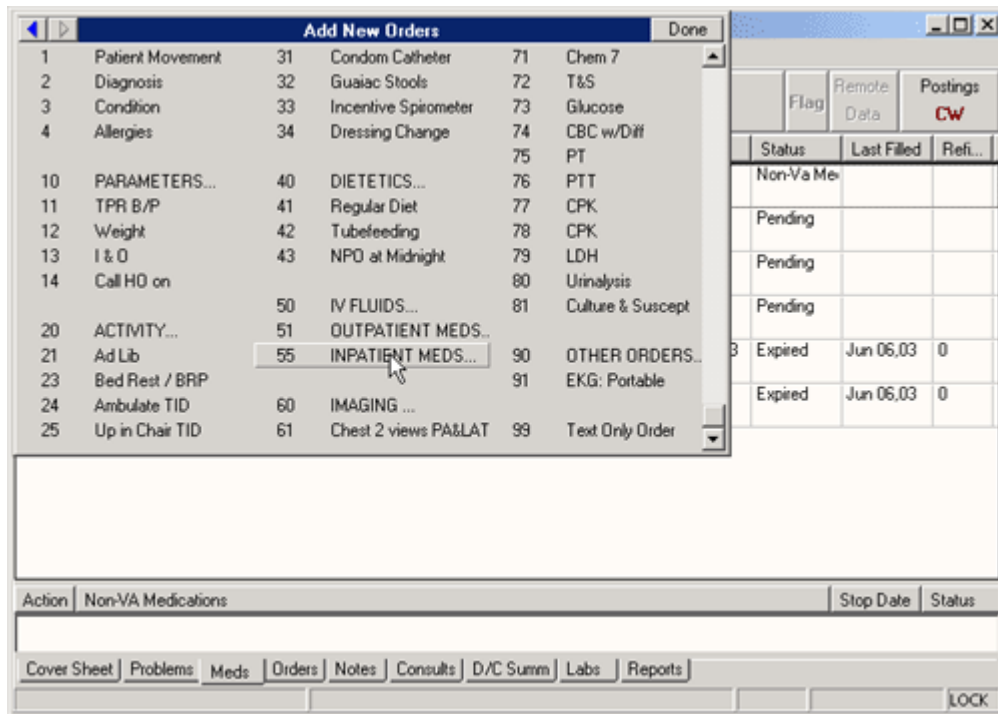 Add New Orders Done
1 Patient Movement 31 Condom Catheter 71 Chem 7
2 Diagnosis 32 Guaiac Stools 72 T&S
3 Condition 33 Incentive Spirometer 73 Glucose
4 Allergies 34 Dressing Change 74 CBC w/Diff
75 PT
10 PARAMETERS... 40 DIETETICS... 76 PTT
11 TPR B/P 41 Regular Diet 77 CPK
12 Weight 42 Tubefeeding 78 CPK
13 I & O 43 NPO at Midnight 79 LDH
14 Call HO on 80 Urinalysis
50 IV FLUIDS... 81 Culture & Suscept
20 ACTIVITY... 51 OUTPATIENT MEDS..
21 Ad Lib 55 INPATIENT MEDS... 90 OTHER ORDERS..
23 Bed Rest / BRP 91 EKG: Portable
24 Ambulate TID 60 IMAGING ...
25 Up in Chair TID 61 Chest 2 views PA&LAT 99 Text Only Order
Flag Remote Data Postings CW
Status Last Filled Refi...
Non-Va Me
Pending
Pending
Pending
3 Expired Jun 06,03 0
Expired Jun 06,03 0
Action Non-VA Medications Stop Date Status
Cover Sheet Problems Meds Orders Notes Consults D/C Summ Labs Reports
LOCK